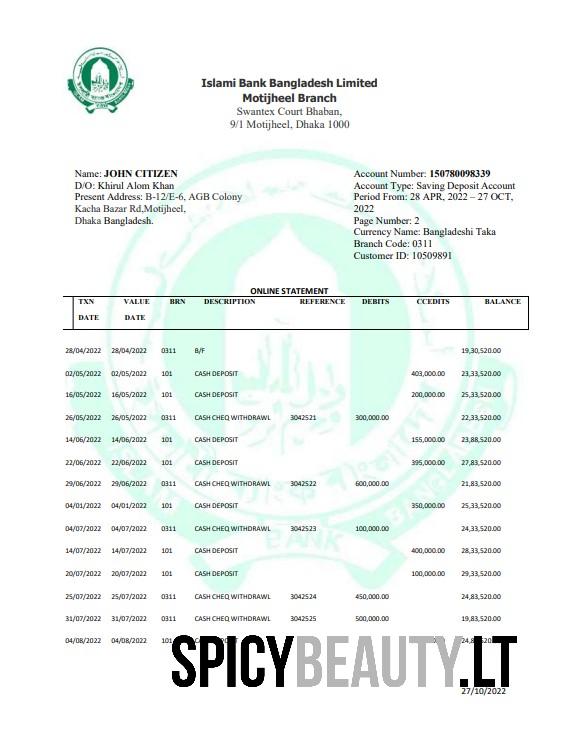 Islami Bank Bangladesh Limited
Motijheel Branch
Swantex Court Bhaban,
9/1 Motijheel, Dhaka 1000
Name: JOHN CITIZEN
D/O: Khirul Alom Khan
Present Address: B-12/E-6, AGB Colony
Kacha Bazar Rd,Motijheel,
Dhaka Bangladesh.
Account Number: 150780098339
Account Type: Saving Deposit Account
Period From: 28 APR, 2022 – 27 OCT,
2022
Page Number: 2
Currency Name: Bangladeshi Taka
Branch Code: 0311
Customer ID: 10509891
ONLINE STATEMENT
TXN DATE VALUE DATE BRN DESCRIPTION REFERENCE DEBITS CCEDITS BALANCE
28/04/2022 28/04/2022 0311 B/F 19,30,520.00
02/05/2022 02/05/2022 101 CASH DEPOSIT 403,000.00 23,33,520.00
16/05/2022 16/05/2022 101 CASH DEPOSIT 200,000.00 25,33,520.00
26/05/2022 26/05/2022 0311 CASH CHEQ WITHDRAWL 3042521 300,000.00 22,33,520.00
14/06/2022 14/06/2022 101 CASH DEPOSIT 155,000.00 23,88,520.00
22/06/2022 22/06/2022 101 CASH DEPOSIT 395,000.00 27,83,520.00
29/06/2022 29/06/2022 0311 CASH CHEQ WITHDRAWL 3042522 600,000.00 21,83,520.00
04/01/2022 04/01/2022 101 CASH DEPOSIT 350,000.00 25,33,520.00
04/07/2022 04/07/2022 0311 CASH CHEQ WITHDRAWL 3042523 100,000.00 24,33,520.00
14/07/2022 14/07/2022 101 CASH DEPOSIT 400,000.00 28,33,520.00
20/07/2022 20/07/2022 101 CASH DEPOSIT 100,000.00 29,33,520.00
25/07/2022 25/07/2022 0311 CASH CHEQ WITHDRAWL 3042524 450,000.00 24,83,520.00
31/07/2022 31/07/2022 0311 CASH CHEQ WITHDRAWL 3042525 500,000.00 19,83,520.00
04/08/2022 04/08/2022 101
SPICYBEAUTY.LT
27/10/2022
BANK